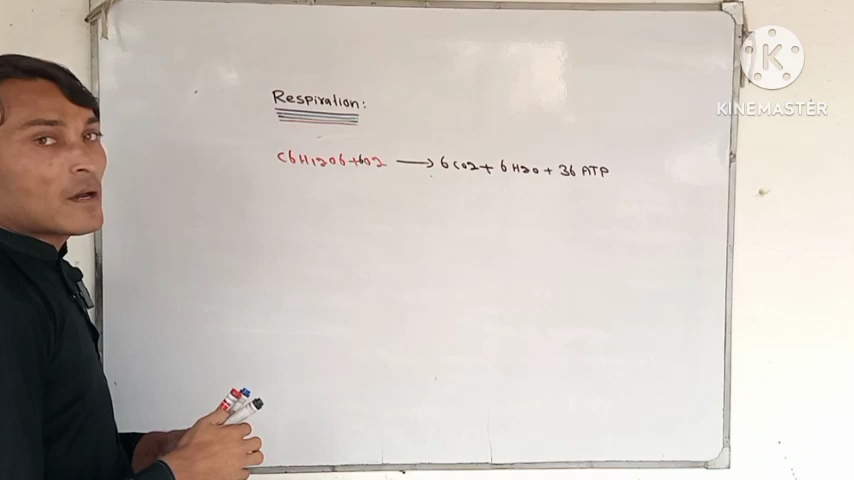 Respiration:
C6H12O6+6O2 → 6CO2+ 6H2O + 36 ATP
KINEMASTER